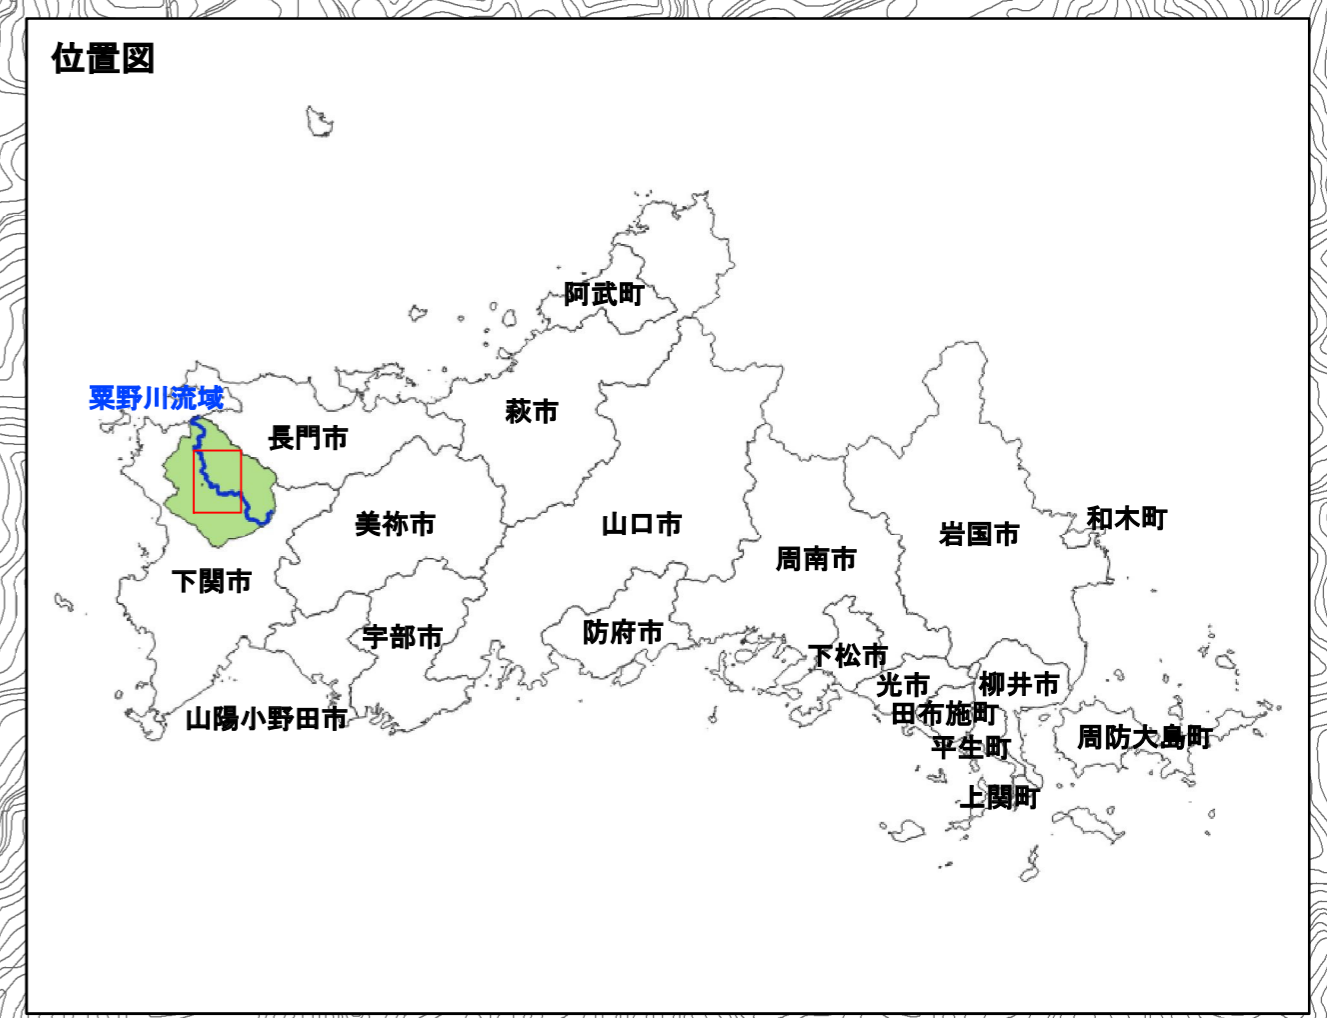 位置図
阿武町
粟野川流域
萩市
長門市
美祢市
山口市
和木町
岩国市
周南市
下関市
宇部市
防府市
下松市
光市
柳井市
山陽小野田市
田布施町
周防大島町
平生町
上関町